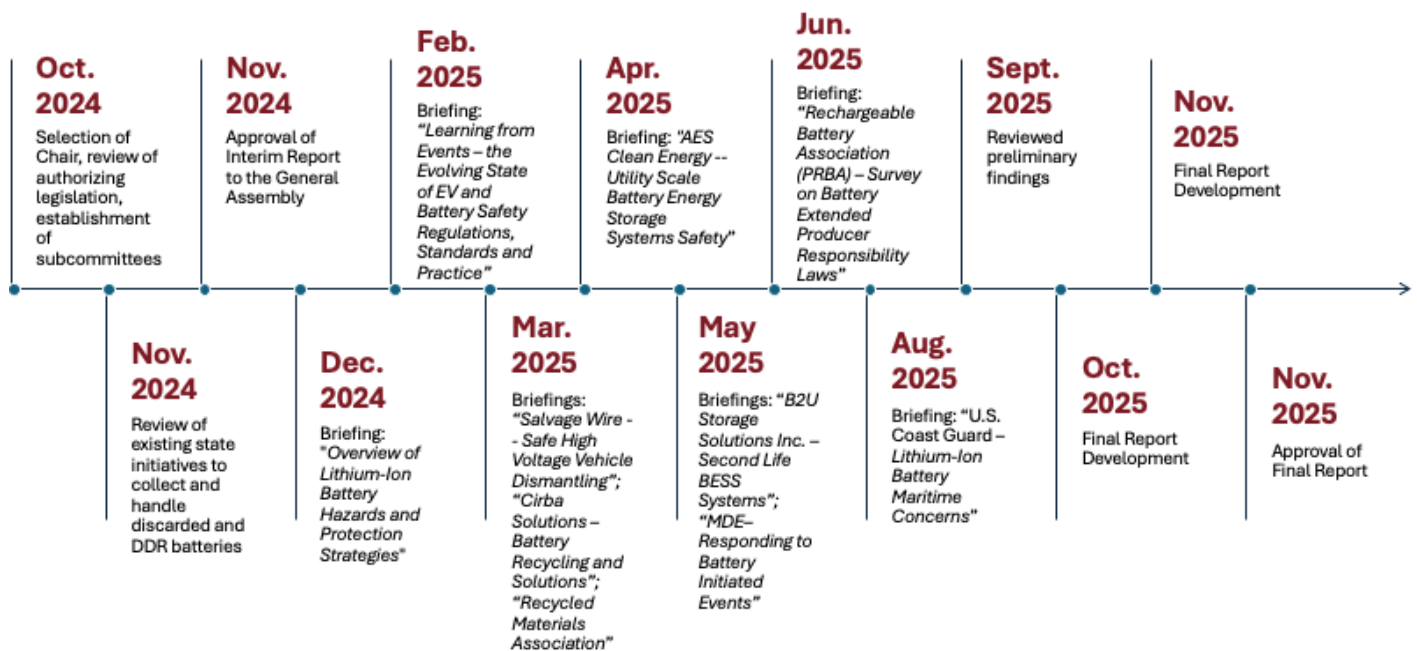 Oct.
2024
Selection of
Chair, review of
authorizing
legislation,
establishment
of
subcommittees
Nov.
2024
Review of
existing state
initiatives to
collect and
handle
discarded and
DDR batteries
Nov.
2024
Approval of
Interim Report
to the General
Assembly
Dec.
2024
Briefing:
"Overview of
Lithium-Ion
Battery
Hazards and
Protection
Strategies"
Feb.
2025
Briefing:
“Learning from
Events – the
Evolving State
of EV and
Battery Safety
Regulations,
Standards and
Practice”
Mar.
2025
Briefings:
“Salvage Wire -
- Safe High
Voltage Vehicle
Dismantling”;
“Cirba
Solutions –
Battery
Recycling and
Solutions”;
“Recycled
Materials
Association”
Apr.
2025
Briefing: “AES
Clean Energy --
Utility Scale
Battery Energy
Storage
Systems Safety”
May
2025
Briefings: “B2U
Storage
Solutions Inc. –
Second Life
BESS
Systems”;
“MDE–
Responding to
Battery
Initiated
Events”
Jun.
2025
Briefing:
“Rechargeable
Battery
Association
(PRBA) – Survey
on Battery
Extended
Producer
Responsibility
Laws”
Aug.
2025
Briefing: “U.S.
Coast Guard –
Lithium-Ion
Battery
Maritime
Concerns”
Sept.
2025
Reviewed
preliminary
findings
Oct.
2025
Final Report
Development
Nov.
2025
Final Report
Development
Nov.
2025
Approval of
Final Report